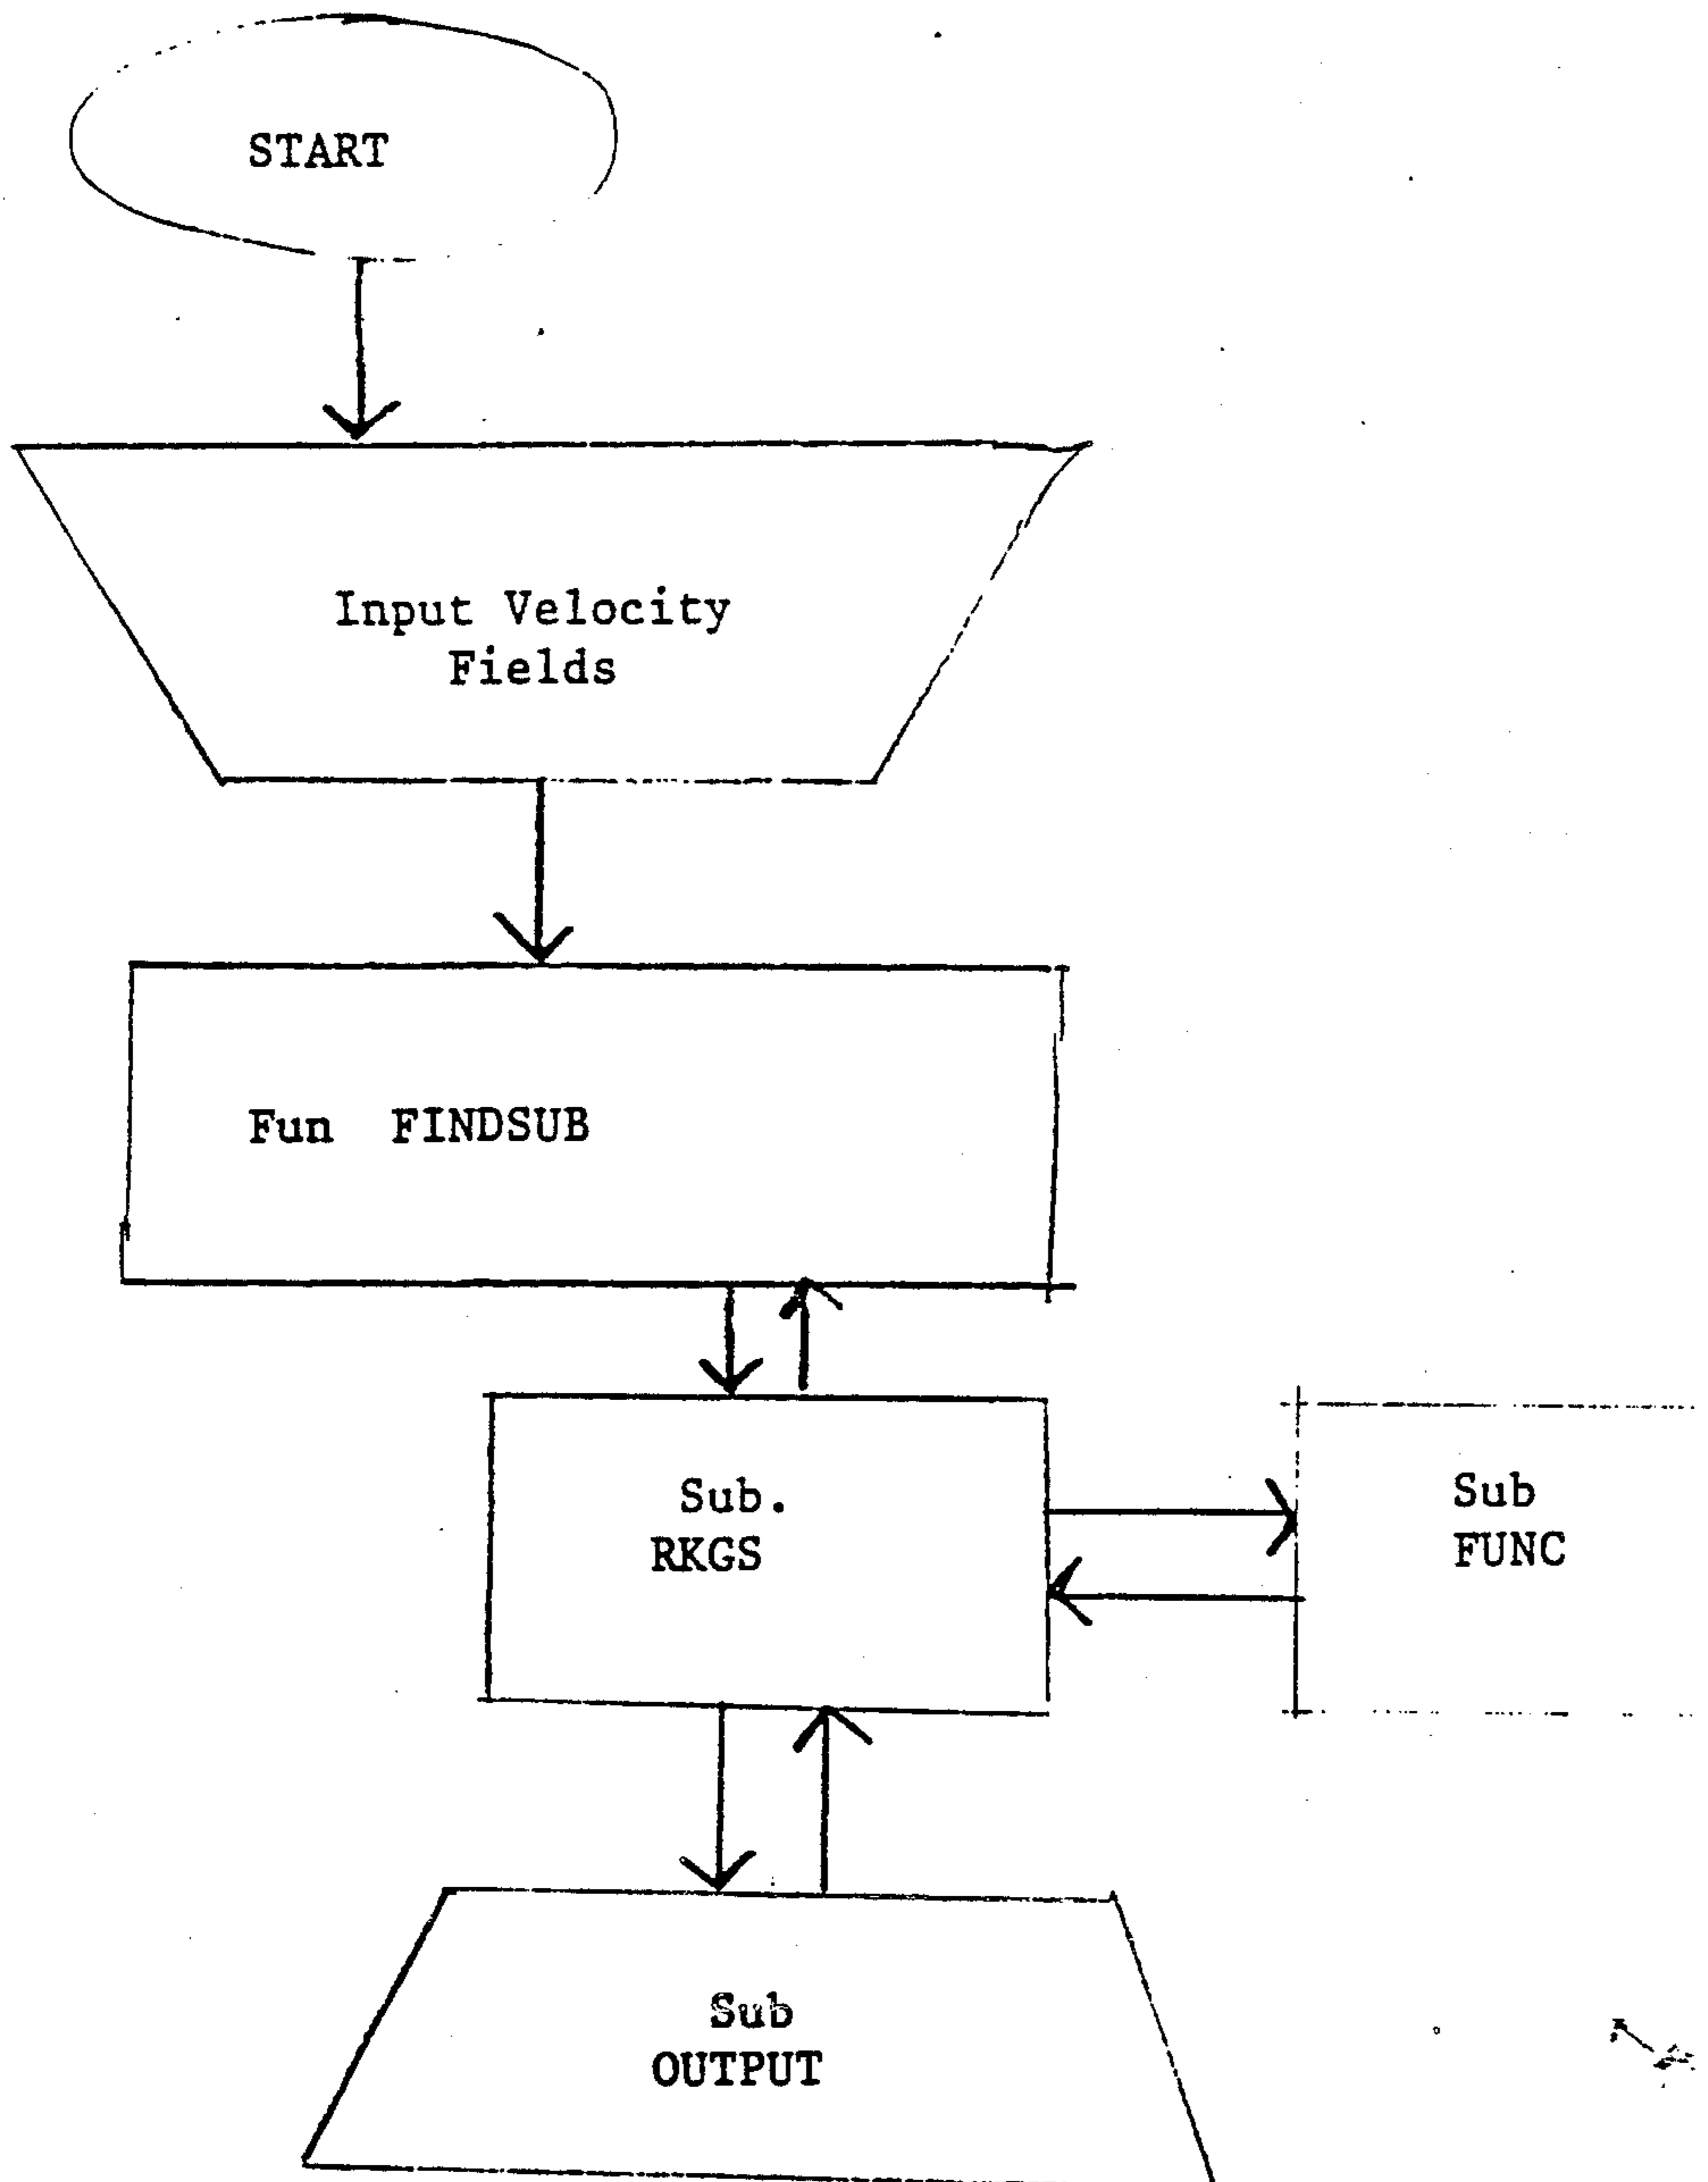 START
Input Velocity
Fields
Fun FINDSUB
Sub.
RKGS
Sub
FUNC
Sub
OUTPUT